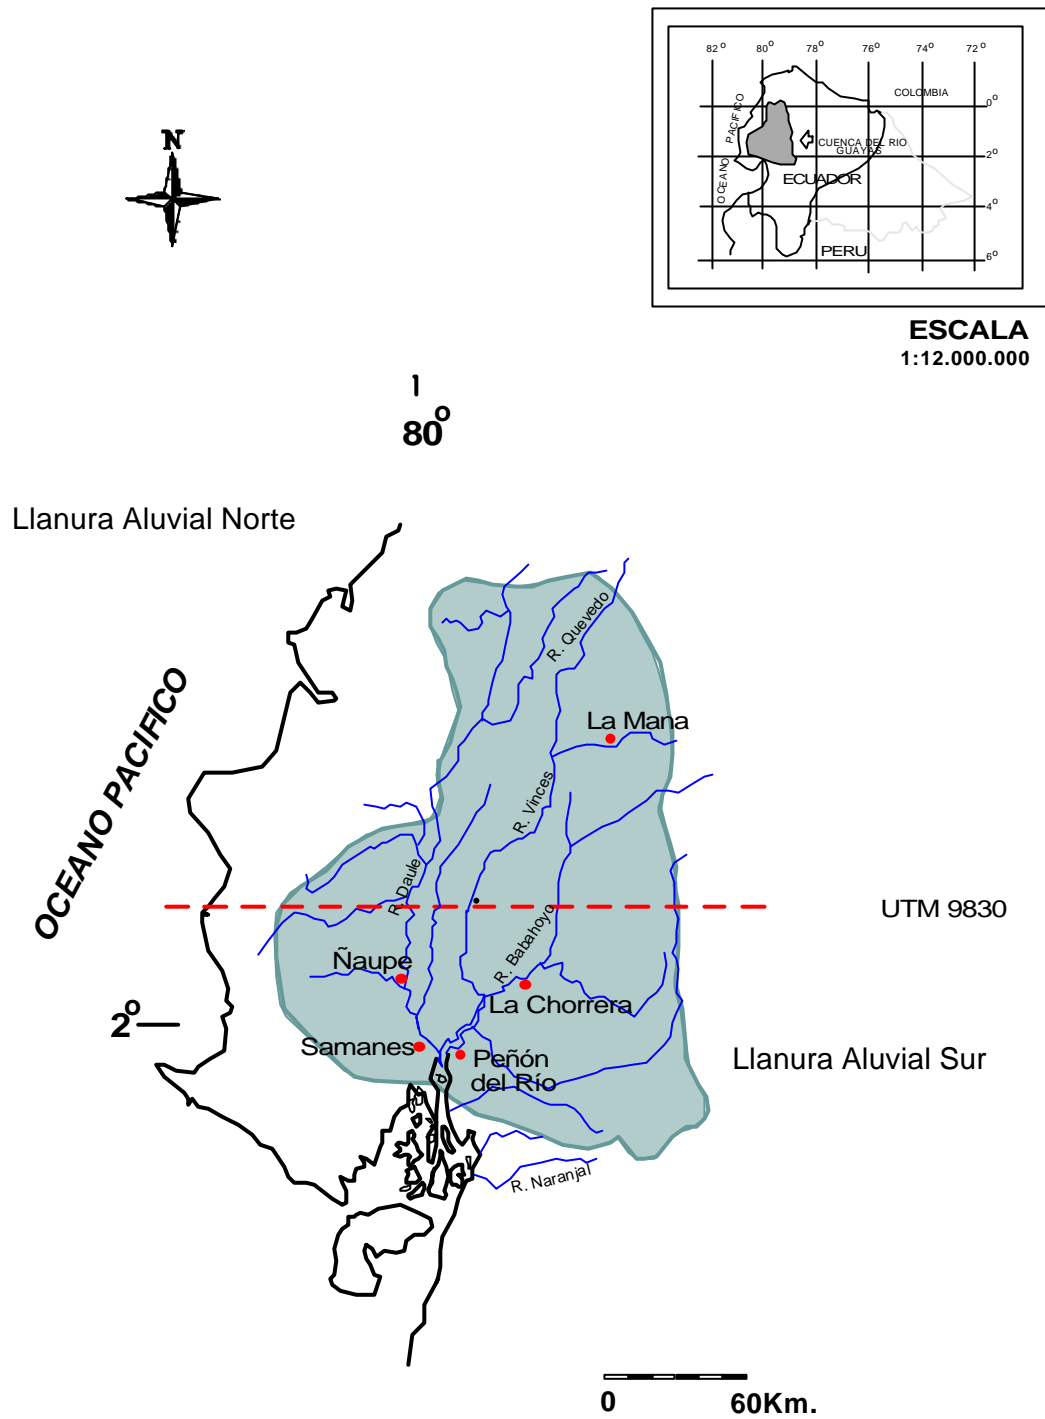 82° 80° 78° 76° 74° 72°
COLOMBIA
0°
OCEANO PACIFICO
CUENCA DEL RIO
GUAYAS
2°
ECUADOR
4°
PERU
6°
N
ESCALA
1:12.000.000
80°
Llanura Aluvial Norte
R. Quevedo
OCEANO PACIFICO
La Mana
R. Vinces
R. Daule
UTM 9830
R. Babahoyo
Ñaupe
La Chorrera
2°
Samanes
Peñón
del Río
Llanura Aluvial Sur
R. Naranjal
0 60Km.